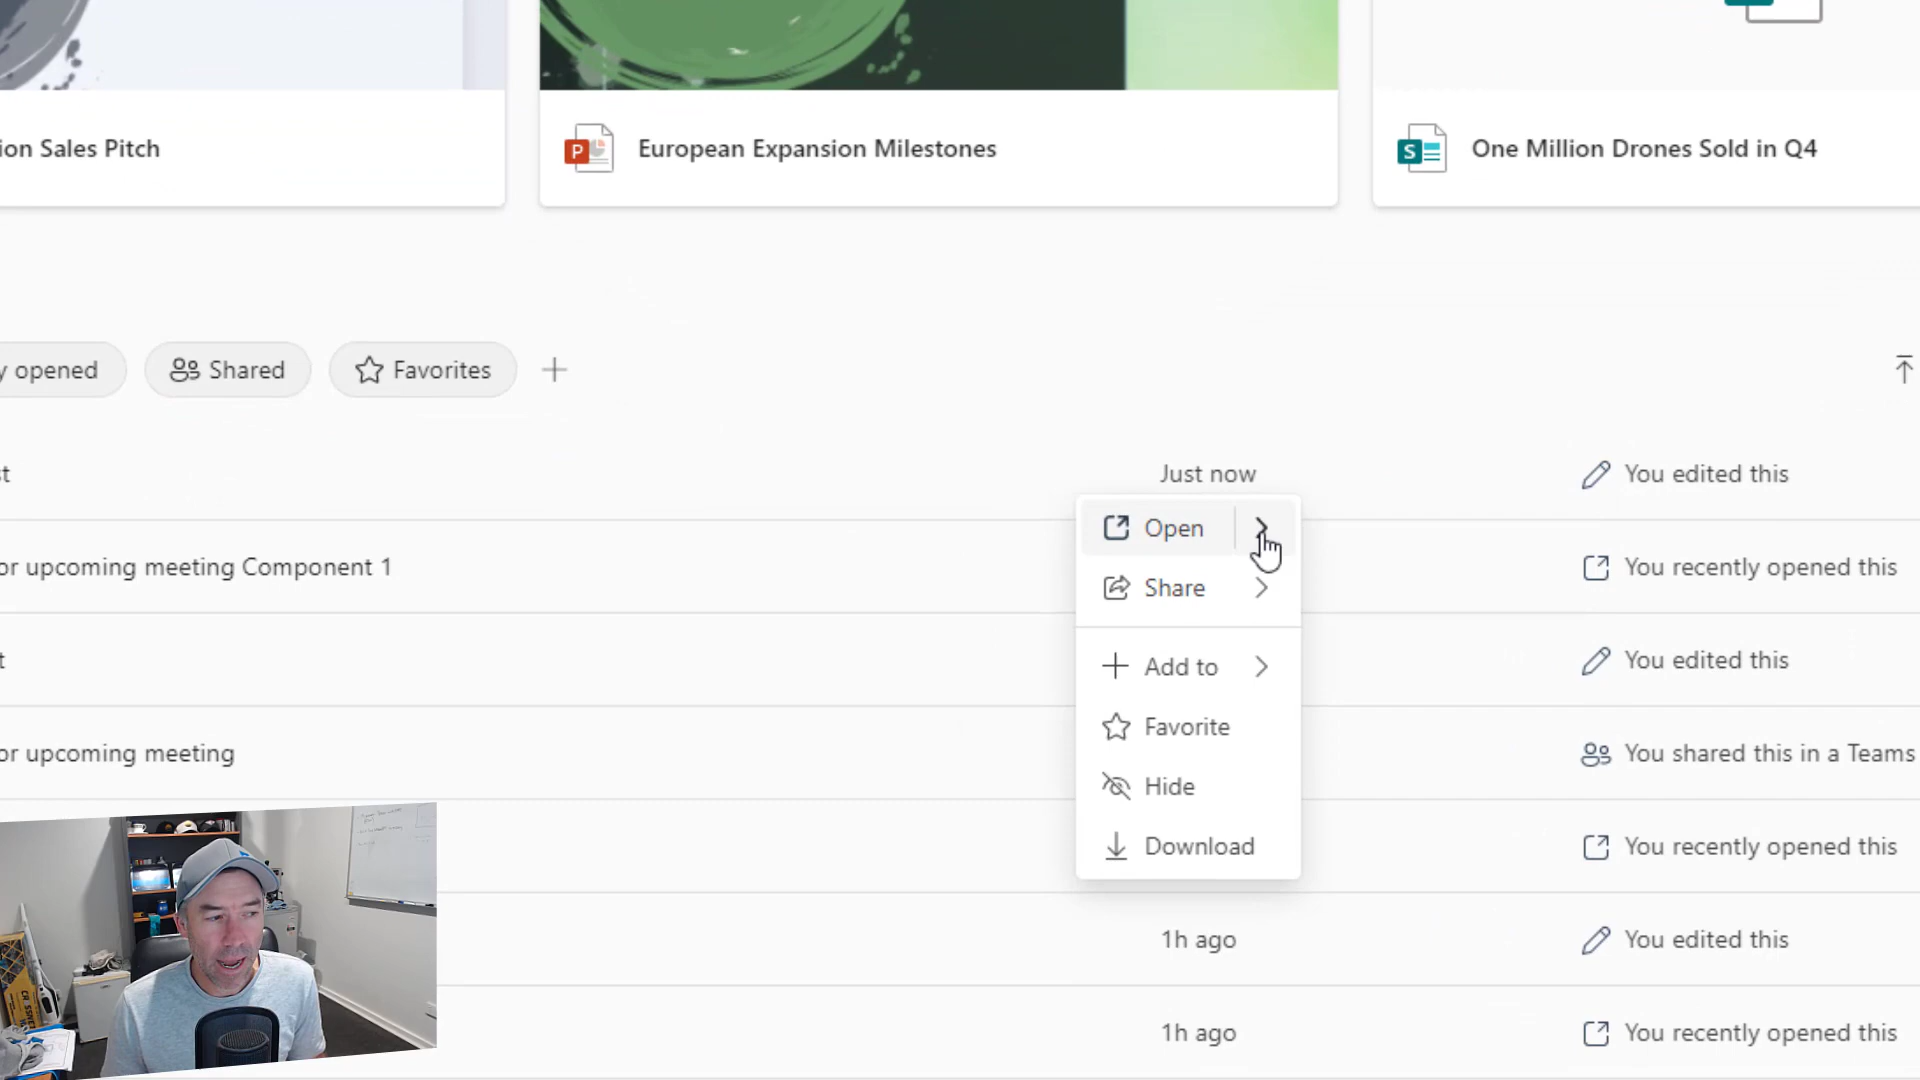 ion Sales Pitch
P
European Expansion Milestones
S
One Million Drones Sold in Q4
y opened
Shared
Favorites
st
Just now
You edited this
Open
or upcoming meeting Component 1
You recently opened this
Share
t
You edited this
Add to
Favorite
or upcoming meeting
You shared this in a Teams
Hide
Download
You recently opened this
1h ago
You edited this
1h ago
You recently opened this